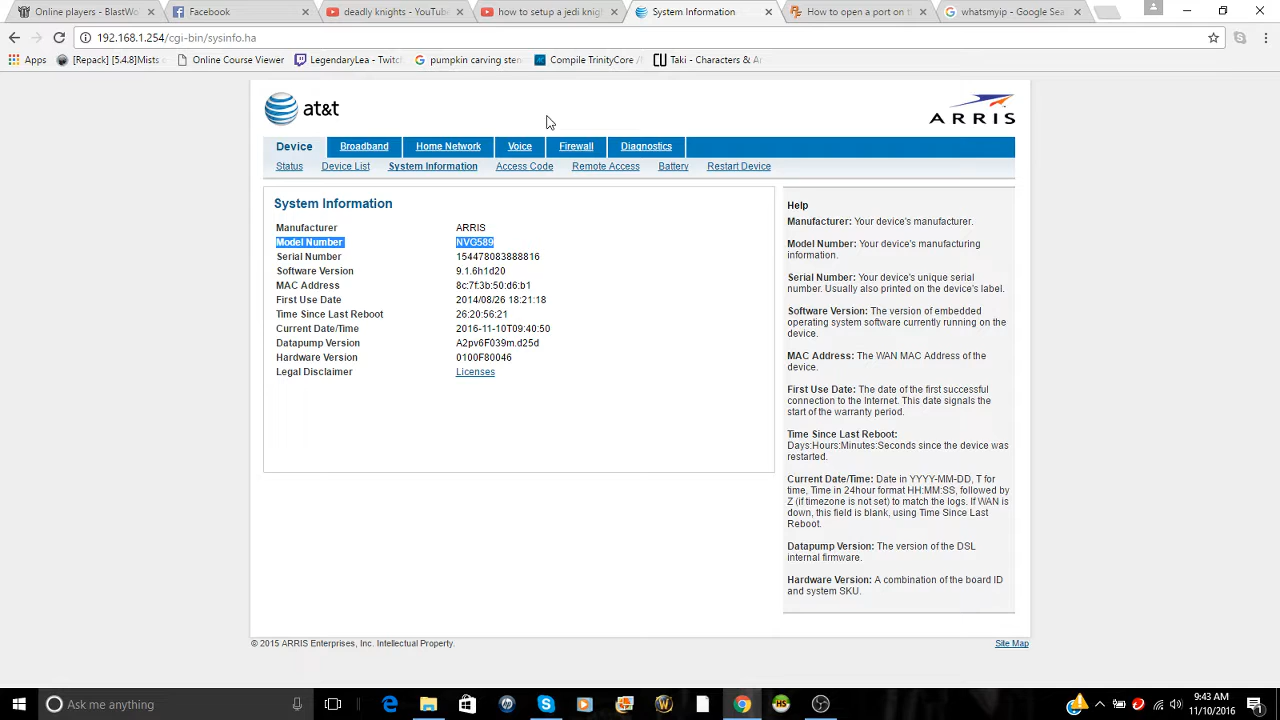 Online players - BlastWo
Facebook
deadly knights - YouTube
how to setup a jedi knigh
System Information
How to open a port on th
whatsmyip - Google Sea
192.168.1.254/cgi-bin/sysinfo.ha
Apps
[Repack] [5.4.8]Mists
Online Course Viewer
LegendaryLea - Twitc
pumpkin carving sten
Compile TrinityCore /
Taki - Characters & Ar
at&t
ARRIS
Device
Broadband
Home Network
Voice
Firewall
Diagnostics
Status
Device List
System Information
Access Code
Remote Access
Battery
Restart Device
System Information
Manufacturer ARRIS
Model Number NVG589
Serial Number 154478083888816
Software Version 9.1.6h1d20
MAC Address 8c:7f:3b:50:d6:b1
First Use Date 2014/08/26 18:21:18
Time Since Last Reboot 26:20:56:21
Current Date/Time 2016-11-10T09:40:50
Datapump Version A2pv6F039m.d25d
Hardware Version 0100F80046
Legal Disclaimer Licenses
Help
Manufacturer: Your device's manufacturer.
Model Number: Your device's manufacturing
information.
Serial Number: Your device's unique serial
number. Usually also printed on the device's label.
Software Version: The version of embedded
operating system software currently running on the
device.
MAC Address: The WAN MAC Address of the
device.
First Use Date: The date of the first successful
connection to the Internet. This date signals the
start of the warranty period.
Time Since Last Reboot:
Days:Hours:Minutes:Seconds since the device was
restarted.
Current Date/Time: Date in YYYY-MM-DD, T for
time, Time in 24hour format HH:MM:SS, followed by
Z (if timezone is not set) to match the logs. If WAN is
down, this field is blank, using Time Since Last
Reboot.
Datapump Version: The version of the DSL
internal firmware.
Hardware Version: A combination of the board ID
and system SKU.
© 2015 ARRIS Enterprises, Inc. Intellectual Property.
Site Map
Ask me anything
9:43 AM
11/10/2016